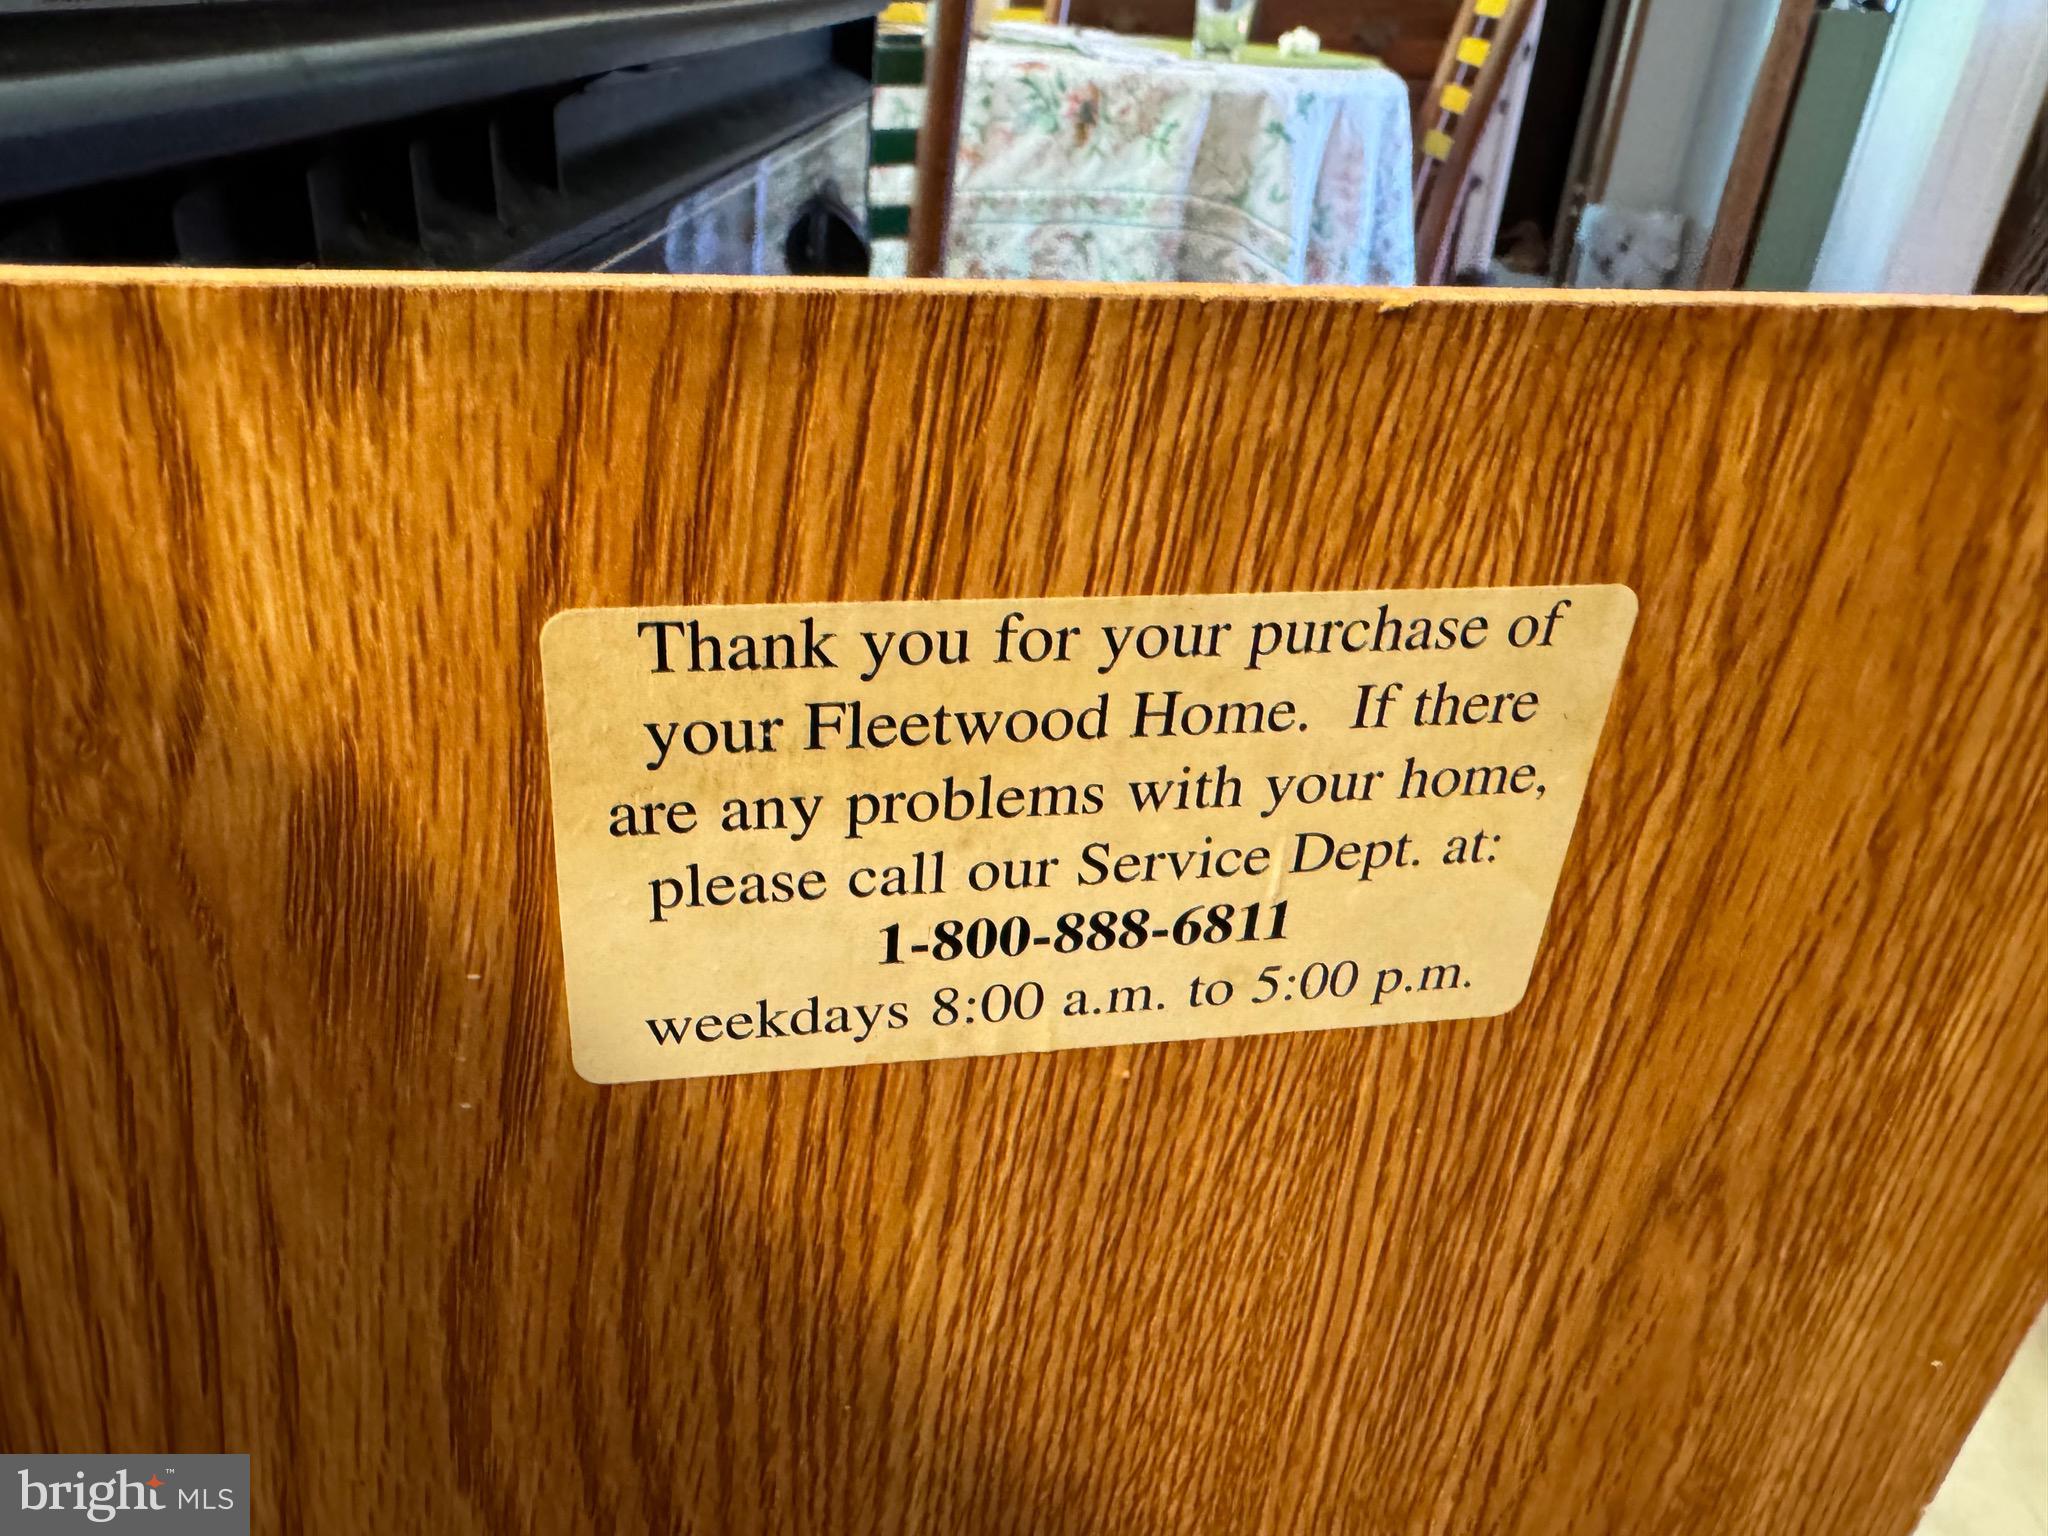 Thank you for your purchase of
your Fleetwood Home. If there
are any problems with your home,
please call our Service Dept. at:
1-800-888-6811
weekdays 8:00 a.m. to 5:00 p.m.
bright™ MLS